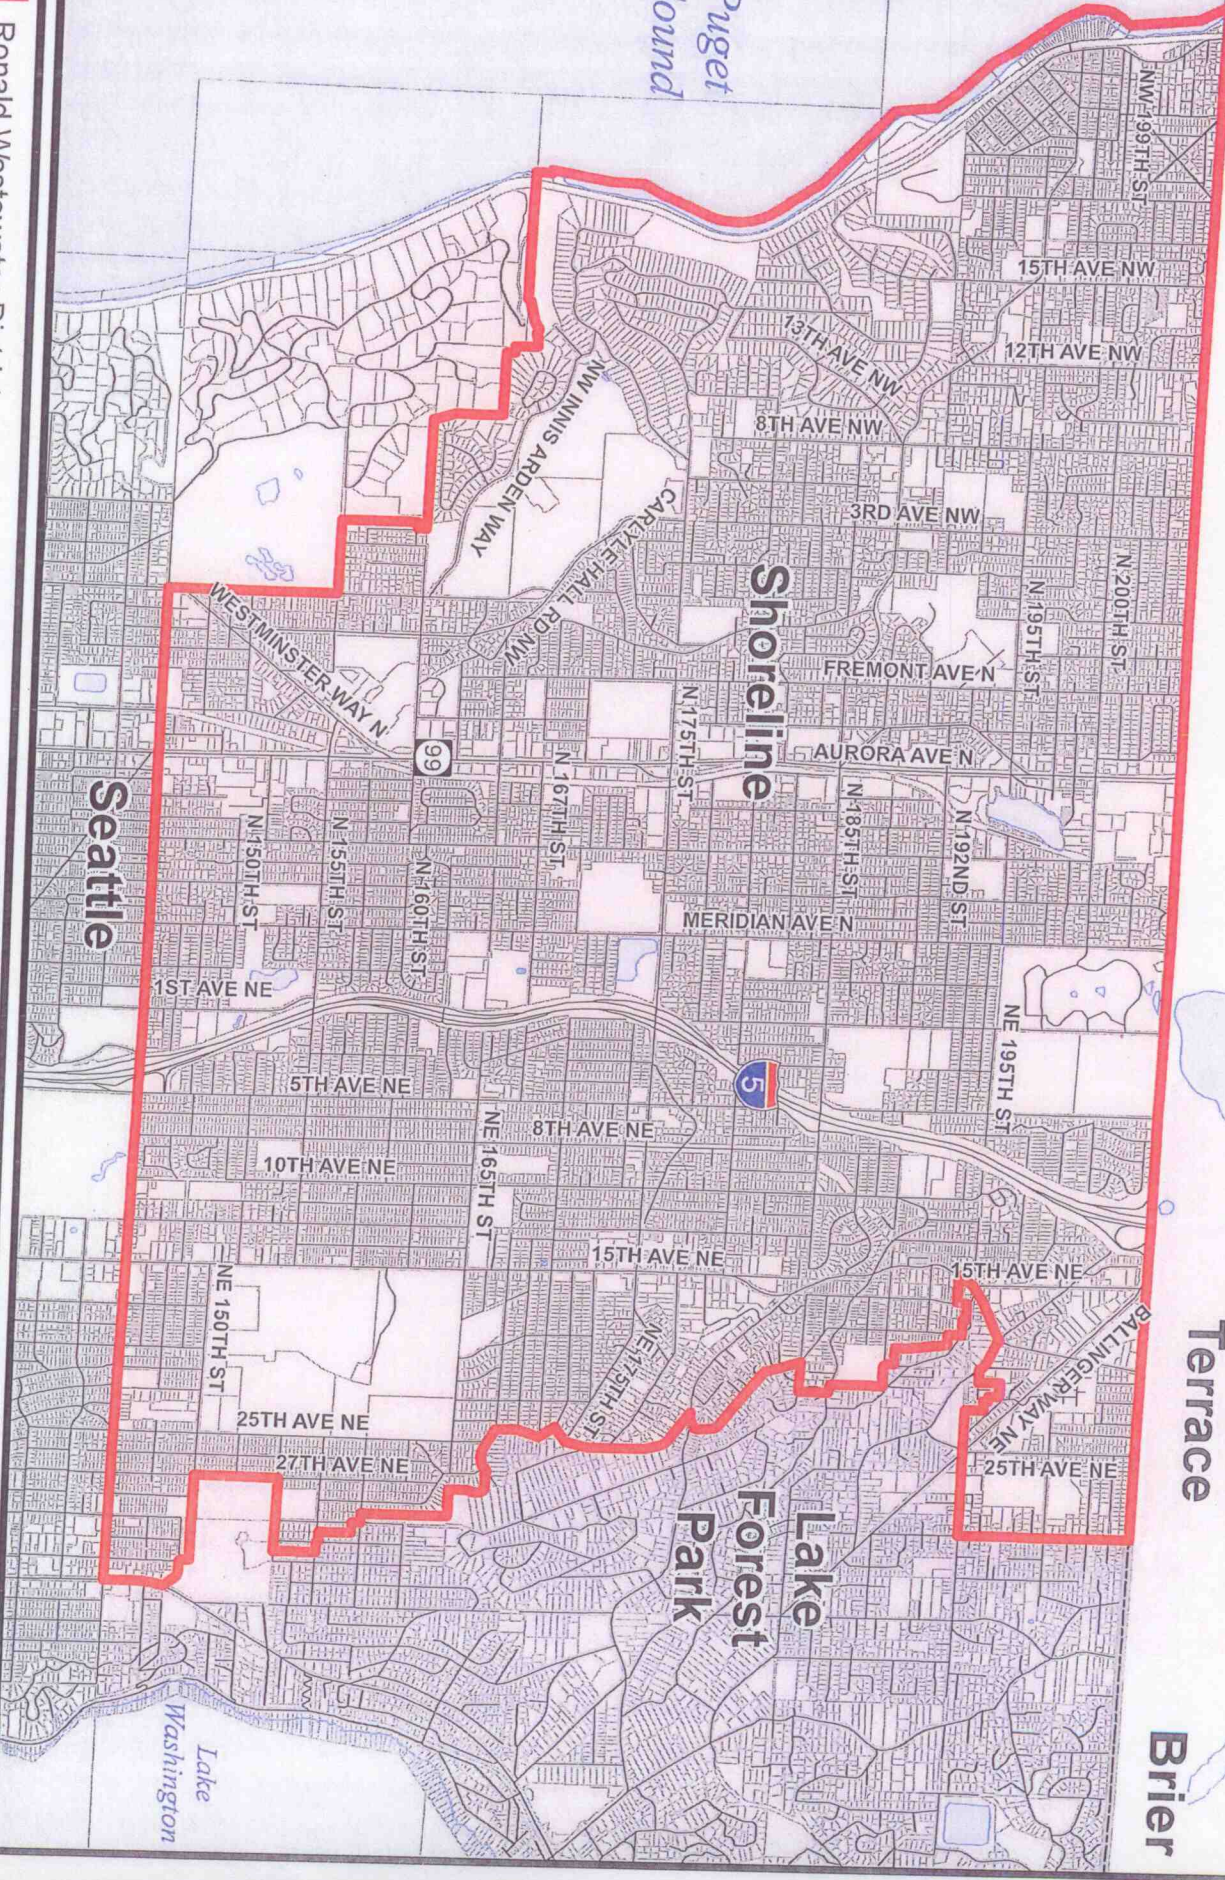 Terrace
Brier
Puget
Sound
NW 199TH ST
15TH AVE NW
12TH AVE NW
13TH AVE NW
8TH AVE NW
3RD AVE NW
N 200TH ST
N 195TH ST
NW INNIS ARDEN WAY
CARLYLE HALL RD NW
Shoreline
FREMONT AVE N
WESTMINSTER WAY N
99
AURORA AVE N
N 175TH ST
N 167TH ST
N 185TH ST
N 192ND ST
N 150TH ST
N 155TH ST
N 160TH ST
MERIDIAN AVE N
Seattle
1ST AVE NE
5
NE 195TH ST
5TH AVE NE
8TH AVE NE
10TH AVE NE
NE 165TH ST
15TH AVE NE
15TH AVE NE
BALLINGER WAY NE
NE 150TH ST
NE 175TH ST
25TH AVE NE
27TH AVE NE
25TH AVE NE
Lake
Forest
Park
Lake
Washington